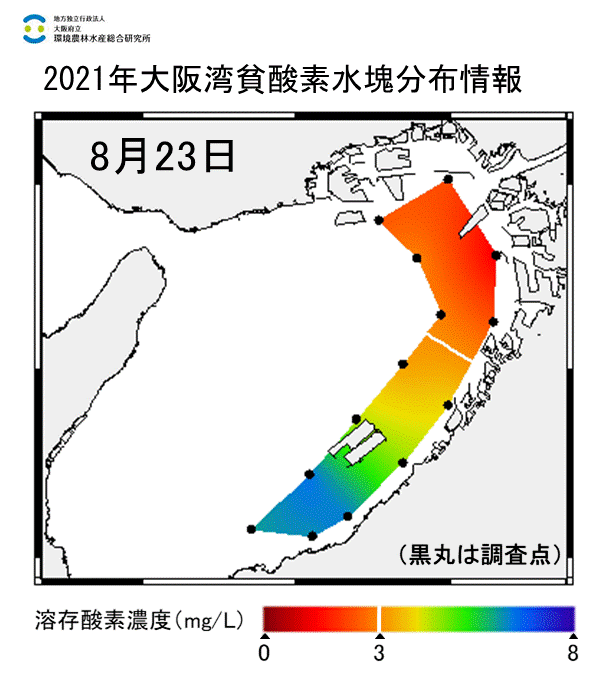 地方独立行政法人
大阪府立
環境農林水産総合研究所
2021年大阪湾貧酸素水塊分布情報
8月23日
(黒丸は調査点)
溶存酸素濃度(mg/L)
0 3 8